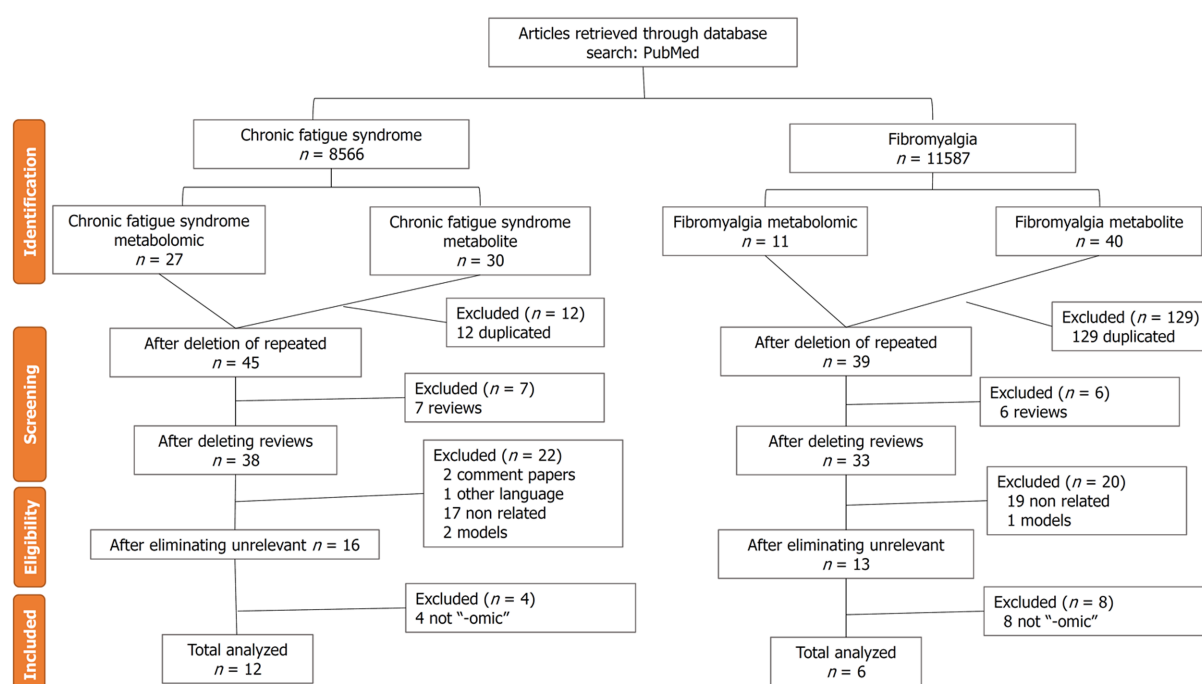 Articles retrieved through database
search: PubMed
Identification
Chronic fatigue syndrome
n = 8566
Fibromyalgia
n = 11587
Chronic fatigue syndrome
metabolomic
n = 27
Chronic fatigue syndrome
metabolite
n = 30
Fibromyalgia metabolomic
n = 11
Fibromyalgia metabolite
n = 40
Excluded (n = 12)
12 duplicated
Excluded (n = 129)
129 duplicated
Screening
After deletion of repeated
n = 45
After deletion of repeated
n = 39
Excluded (n = 7)
7 reviews
Excluded (n = 6)
6 reviews
After deleting reviews
n = 38
After deleting reviews
n = 33
Excluded (n = 22)
2 comment papers
1 other language
17 non related
2 models
Excluded (n = 20)
19 non related
1 models
Eligibility
After eliminating unrelevant n = 16
After eliminating unrelevant
n = 13
Excluded (n = 4)
4 not “-omic”
Excluded (n = 8)
8 not “-omic”
Included
Total analyzed
n = 12
Total analyzed
n = 6